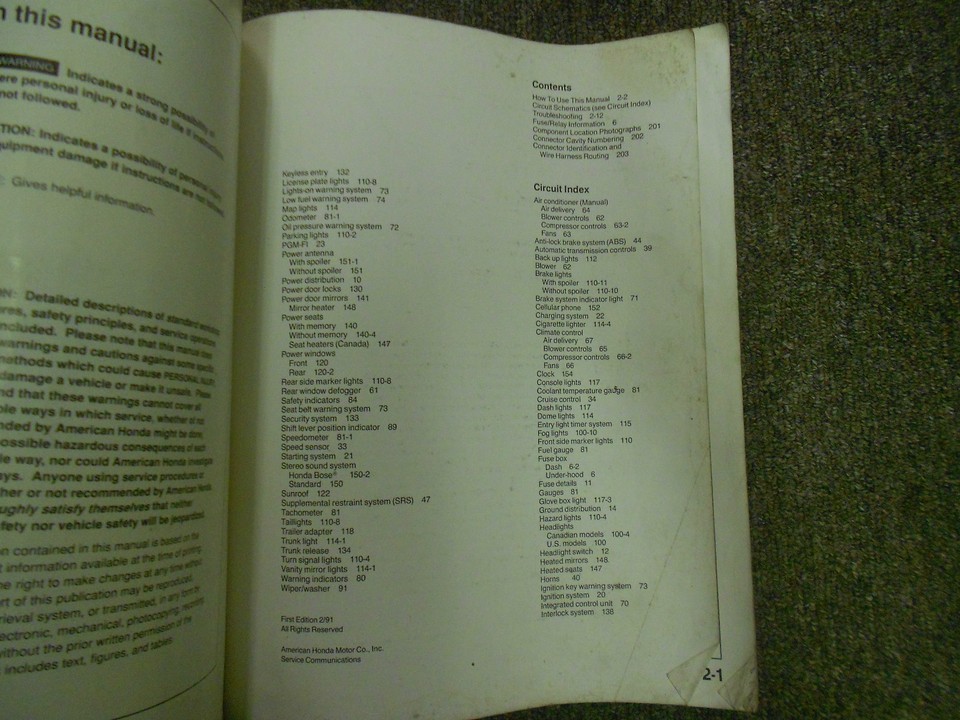 n this manual:
WARNING Indicates a strong possibility
ere personal injury or loss of life if instructions
not followed.
TION: Indicates a possibility of personal injury
quipment damage if instructions are not
Gives helpful information.
ON: Detailed descriptions of standard workshop
res, safety principles, and service operations
ncluded. Please note that this manual
warnings and cautions against some specific
methods which could cause PERSONAL INJURY
damage a vehicle or make it unsafe. Please
nd that these warnings cannot cover all
ble ways in which service, whether or not
nded by American Honda might be done,
ossible hazardous consequences of each
le way, nor could American Honda investigate
ys. Anyone using service procedures
her or not recommended by American Honda
ughly satisfy themselves that neither
fety nor vehicle safety will be jeopardized.
n contained in this manual is based on the
t information available at the time of printing.
he right to make changes at any time without
rt of this publication may be reproduced,
rieval system, or transmitted, in any form by
ectronic, mechanical, photocopying, recording
without the prior written permission of the
includes text, figures, and tables.
Keyless entry 132
License plate lights 110-8
Lights-on warning system 73
Low fuel warning system 74
Map lights 114
Odometer 81-1
Oil pressure warning system 72
Parking lights 110-2
PGM-FI 23
Power antenna
With spoiler 151-1
Without spoiler 151
Power distribution 10
Power door locks 130
Power door mirrors 141
Mirror heater 148
Power seats
With memory 140
Without memory 140-4
Seat heaters (Canada) 147
Power windows
Front 120
Rear 120-2
Rear side marker lights 110-8
Rear window defogger 61
Safety indicators 84
Seat belt warning system 73
Security system 133
Shift lever position indicator 89
Speedometer 81-1
Speed sensor 33
Starting system 21
Stereo sound system
Honda Bose® 150-2
Standard 150
Sunroof 122
Supplemental restraint system (SRS) 47
Tachometer 81
Taillights 110-8
Trailer adapter 118
Trunk light 114-1
Trunk release 134
Turn signal lights 110-4
Vanity mirror lights 114-1
Warning indicators 80
Wiper/washer 91
First Edition 2/91
All Rights Reserved
American Honda Motor Co., Inc.
Service Communications
Contents
How To Use This Manual 2-2
Circuit Schematics (see Circuit Index)
Troubleshooting 2-12
Fuse/Relay Information 6
Component Location Photographs 201
Connector Cavity Numbering 202
Connector Identification and
Wire Harness Routing 203
Circuit Index
Air conditioner (Manual)
Air delivery 64
Blower controls 62
Compressor controls 63-2
Fans 63
Anti-lock brake system (ABS) 44
Automatic transmission controls 39
Back up lights 112
Blower 62
Brake lights
With spoiler 110-11
Without spoiler 110-10
Brake system indicator light 71
Cellular phone 152
Charging system 22
Cigarette lighter 114-4
Climate control
Air delivery 67
Blower controls 65
Compressor controls 66-2
Fans 66
Clock 154
Console lights 117
Coolant temperature gauge 81
Cruise control 34
Dash lights 117
Dome lights 114
Entry light timer system 115
Fog lights 100-10
Front side marker lights 110
Fuel gauge 81
Fuse box
Dash 6-2
Under-hood 6
Fuse details 11
Gauges 81
Glove box light 117-3
Ground distribution 14
Hazard lights 110-4
Headlights
Canadian models 100-4
U.S. models 100
Headlight switch 12
Heated mirrors 148
Heated seats 147
Horns 40
Ignition key warning system 73
Ignition system 20
Integrated control unit 70
Interlock system 138
2-1